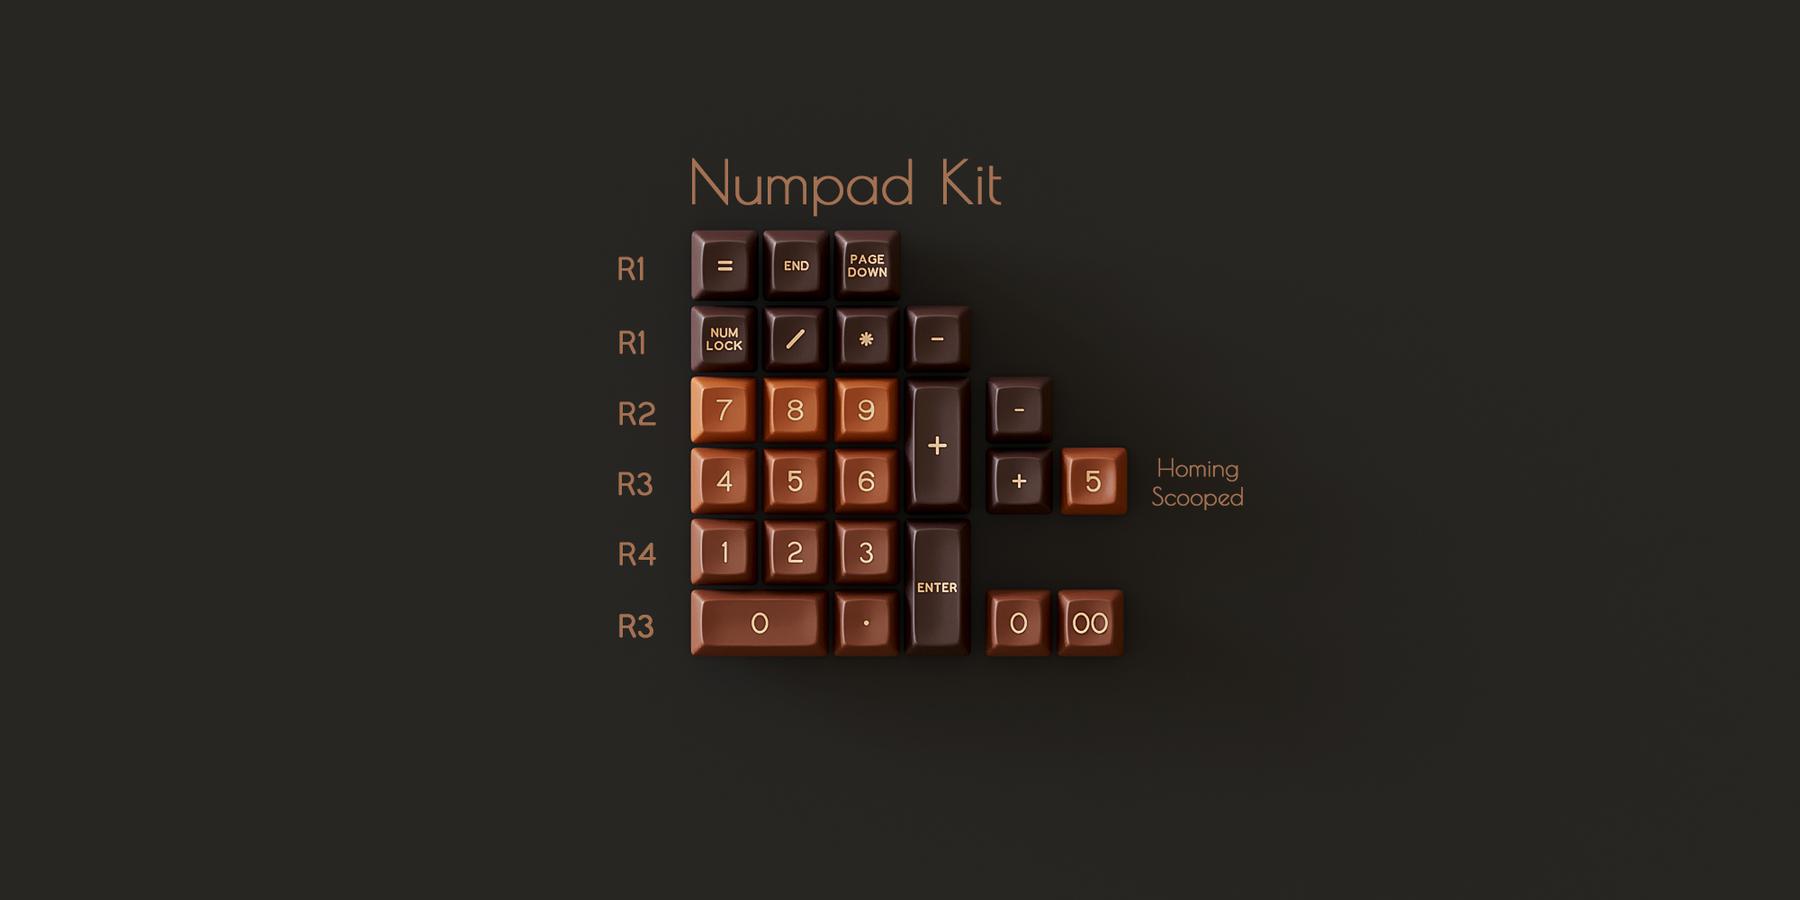 Numpad Kit
R1 = END PAGE DOWN
R1 NUM LOCK / * -
R2 7 8 9 + -
R3 4 5 6 + 5 Homing Scooped
R4 1 2 3 ENTER
R3 0 . 0 00